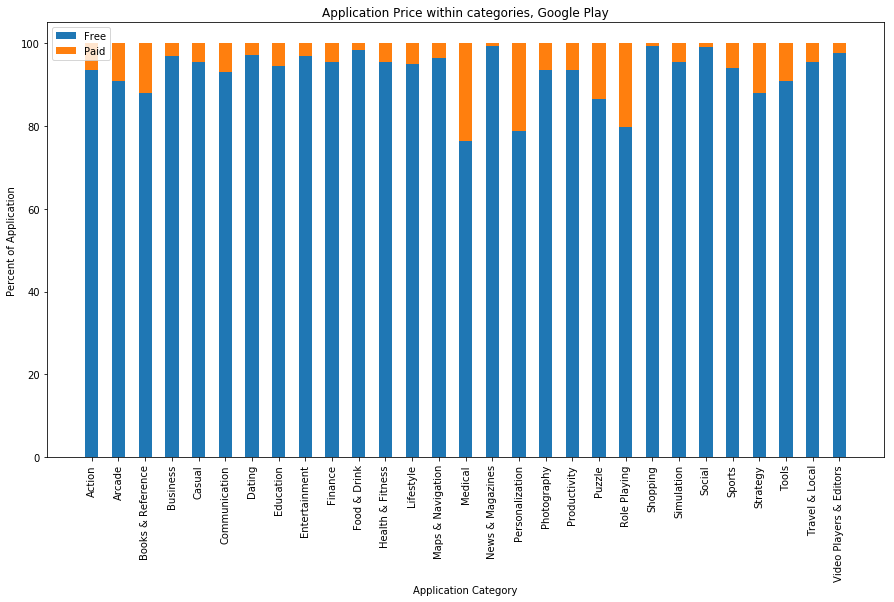 Application Price within categories, Google Play
Free
Paid
100
80
60
40
20
0
Percent of Application
Action
Arcade
Books & Reference
Business
Casual
Communication
Dating
Education
Entertainment
Finance
Food & Drink
Health & Fitness
Lifestyle
Maps & Navigation
Medical
News & Magazines
Personalization
Photography
Productivity
Puzzle
Role Playing
Shopping
Simulation
Social
Sports
Strategy
Tools
Travel & Local
Video Players & Editors
Application Category